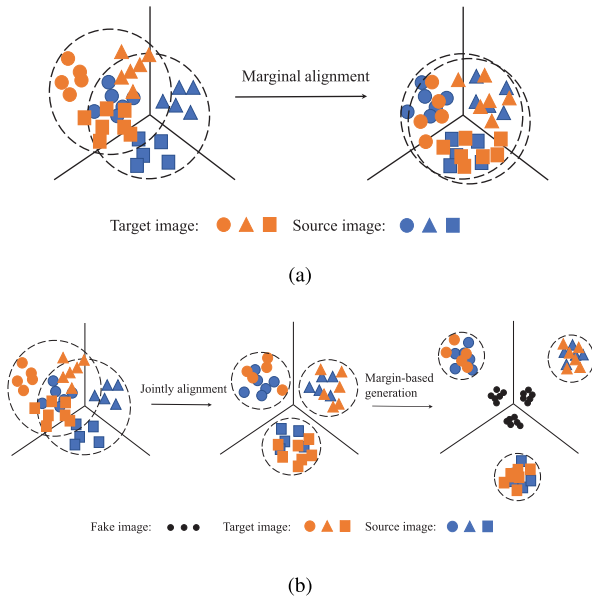 Marginal alignment
Target image: Source image:
(a)
Jointly alignment
Margin-based
generation
Fake image: Target image: Source image:
(b)